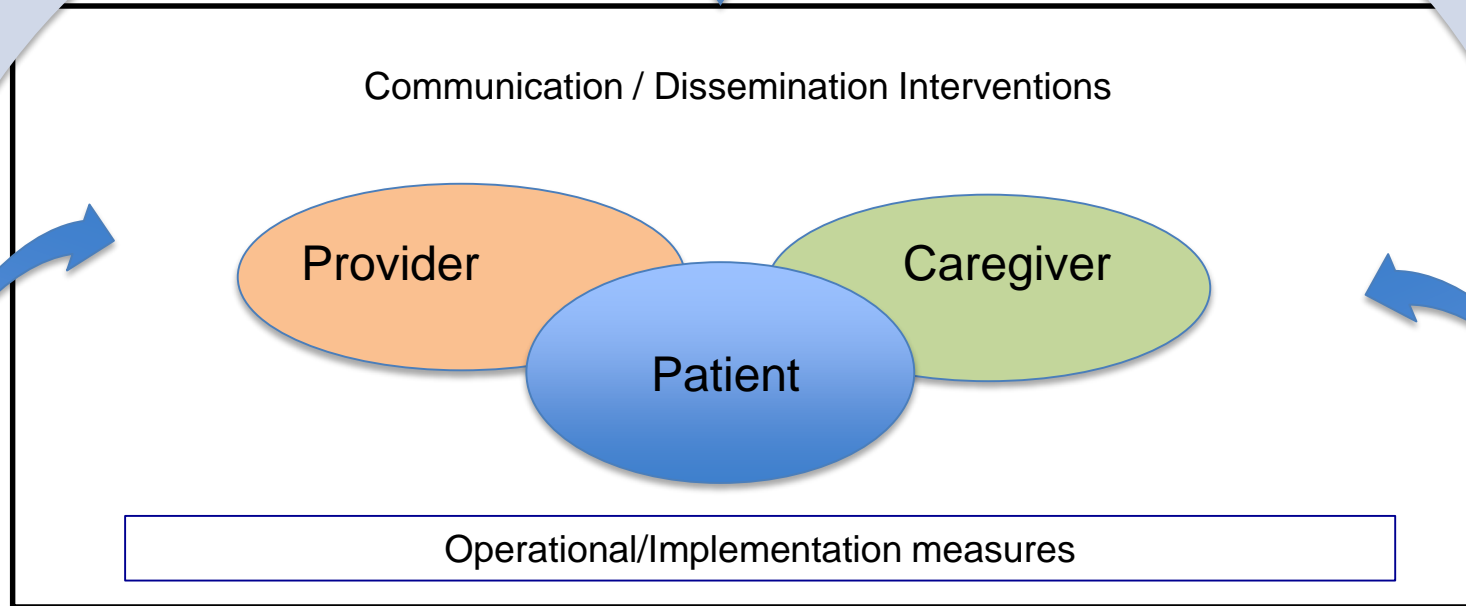 Communication / Dissemination Interventions
Provider
Caregiver
Patient
Operational/Implementation measures